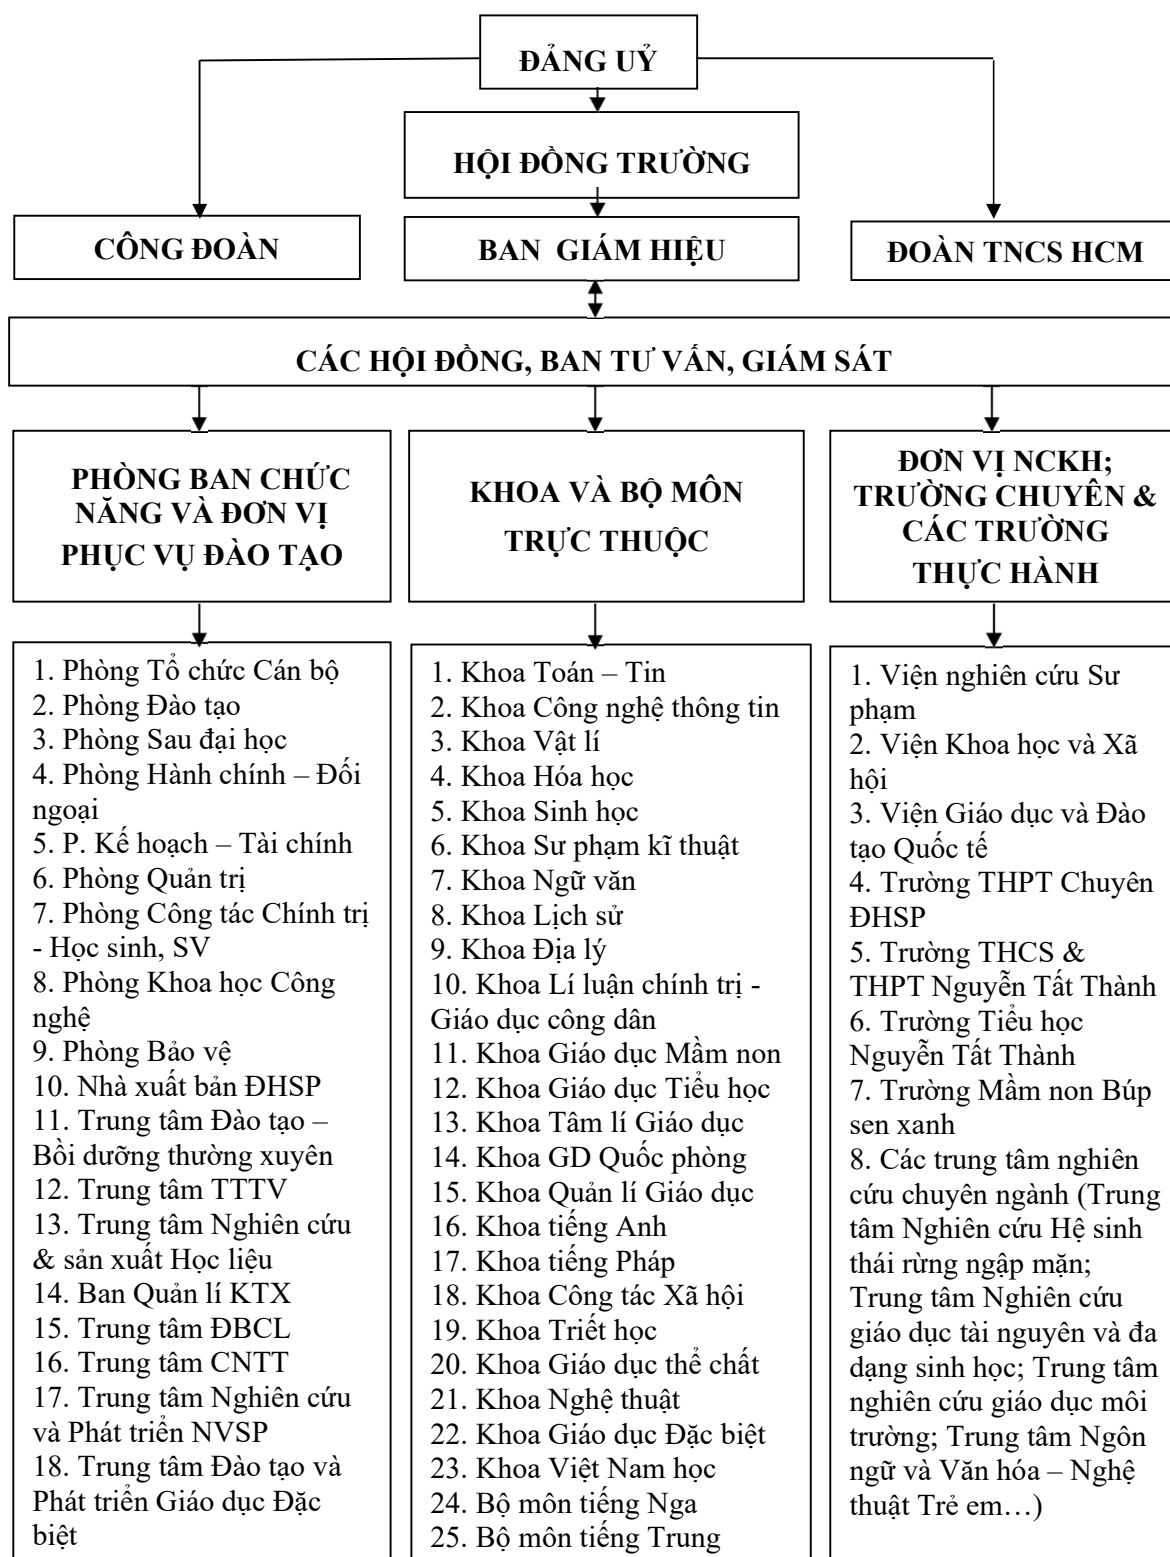 ĐẢNG UỶ
HỘI ĐỒNG TRƯỜNG
CÔNG ĐOÀN
BAN GIÁM HIỆU
ĐOÀN TNCS HCM
CÁC HỘI ĐỒNG, BAN TƯ VẤN, GIÁM SÁT
PHÒNG BAN CHỨC
NĂNG VÀ ĐƠN VỊ
PHỤC VỤ ĐÀO TẠO
KHOA VÀ BỘ MÔN
TRỰC THUỘC
ĐƠN VỊ NCKH;
TRƯỜNG CHUYÊN &
CÁC TRƯỜNG
THỰC HÀNH
1. Phòng Tổ chức Cán bộ
2. Phòng Đào tạo
3. Phòng Sau đại học
4. Phòng Hành chính – Đối
ngoại
5. P. Kế hoạch – Tài chính
6. Phòng Quản trị
7. Phòng Công tác Chính trị
- Học sinh, SV
8. Phòng Khoa học Công
nghệ
9. Phòng Bảo vệ
10. Nhà xuất bản ĐHSP
11. Trung tâm Đào tạo –
Bồi dưỡng thường xuyên
12. Trung tâm TTTV
13. Trung tâm Nghiên cứu
& sản xuất Học liệu
14. Ban Quản lí KTX
15. Trung tâm ĐBCL
16. Trung tâm CNTT
17. Trung tâm Nghiên cứu
và Phát triển NVSP
18. Trung tâm Đào tạo và
Phát triển Giáo dục Đặc
biệt
1. Khoa Toán – Tin
2. Khoa Công nghệ thông tin
3. Khoa Vật lí
4. Khoa Hóa học
5. Khoa Sinh học
6. Khoa Sư phạm kĩ thuật
7. Khoa Ngữ văn
8. Khoa Lịch sử
9. Khoa Địa lý
10. Khoa Lí luận chính trị -
Giáo dục công dân
11. Khoa Giáo dục Mầm non
12. Khoa Giáo dục Tiểu học
13. Khoa Tâm lí Giáo dục
14. Khoa GD Quốc phòng
15. Khoa Quản lí Giáo dục
16. Khoa tiếng Anh
17. Khoa tiếng Pháp
18. Khoa Công tác Xã hội
19. Khoa Triết học
20. Khoa Giáo dục thể chất
21. Khoa Nghệ thuật
22. Khoa Giáo dục Đặc biệt
23. Khoa Việt Nam học
24. Bộ môn tiếng Nga
25. Bộ môn tiếng Trung
1. Viện nghiên cứu Sư
phạm
2. Viện Khoa học và Xã
hội
3. Viện Giáo dục và Đào
tạo Quốc tế
4. Trường THPT Chuyên
ĐHSP
5. Trường THCS &
THPT Nguyễn Tất Thành
6. Trường Tiểu học
Nguyễn Tất Thành
7. Trường Mầm non Búp
sen xanh
8. Các trung tâm nghiên
cứu chuyên ngành (Trung
tâm Nghiên cứu Hệ sinh
thái rừng ngập mặn;
Trung tâm Nghiên cứu
giáo dục tài nguyên và đa
dạng sinh học; Trung tâm
nghiên cứu giáo dục môi
trường; Trung tâm Ngôn
ngữ và Văn hóa – Nghệ
thuật Trẻ em…)